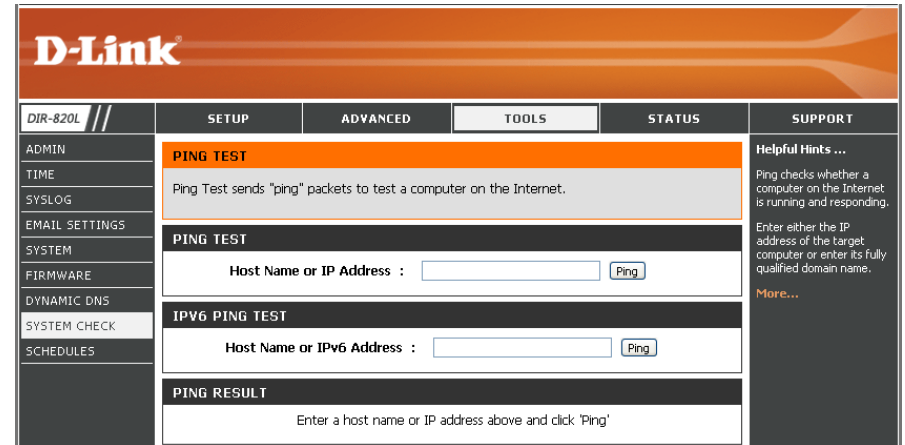 D-Link
DIR-820L
SETUP
ADVANCED
TOOLS
STATUS
SUPPORT
ADMIN
TIME
SYSLOG
EMAIL SETTINGS
SYSTEM
FIRMWARE
DYNAMIC DNS
SYSTEM CHECK
SCHEDULES
PING TEST
Ping Test sends "ping" packets to test a computer on the Internet.
PING TEST
Host Name or IP Address :
Ping
IPV6 PING TEST
Host Name or IPv6 Address :
Ping
PING RESULT
Enter a host name or IP address above and click 'Ping'
Helpful Hints ...
Ping checks whether a
computer on the Internet
is running and responding.
Enter either the IP
address of the target
computer or enter its fully
qualified domain name.
More...